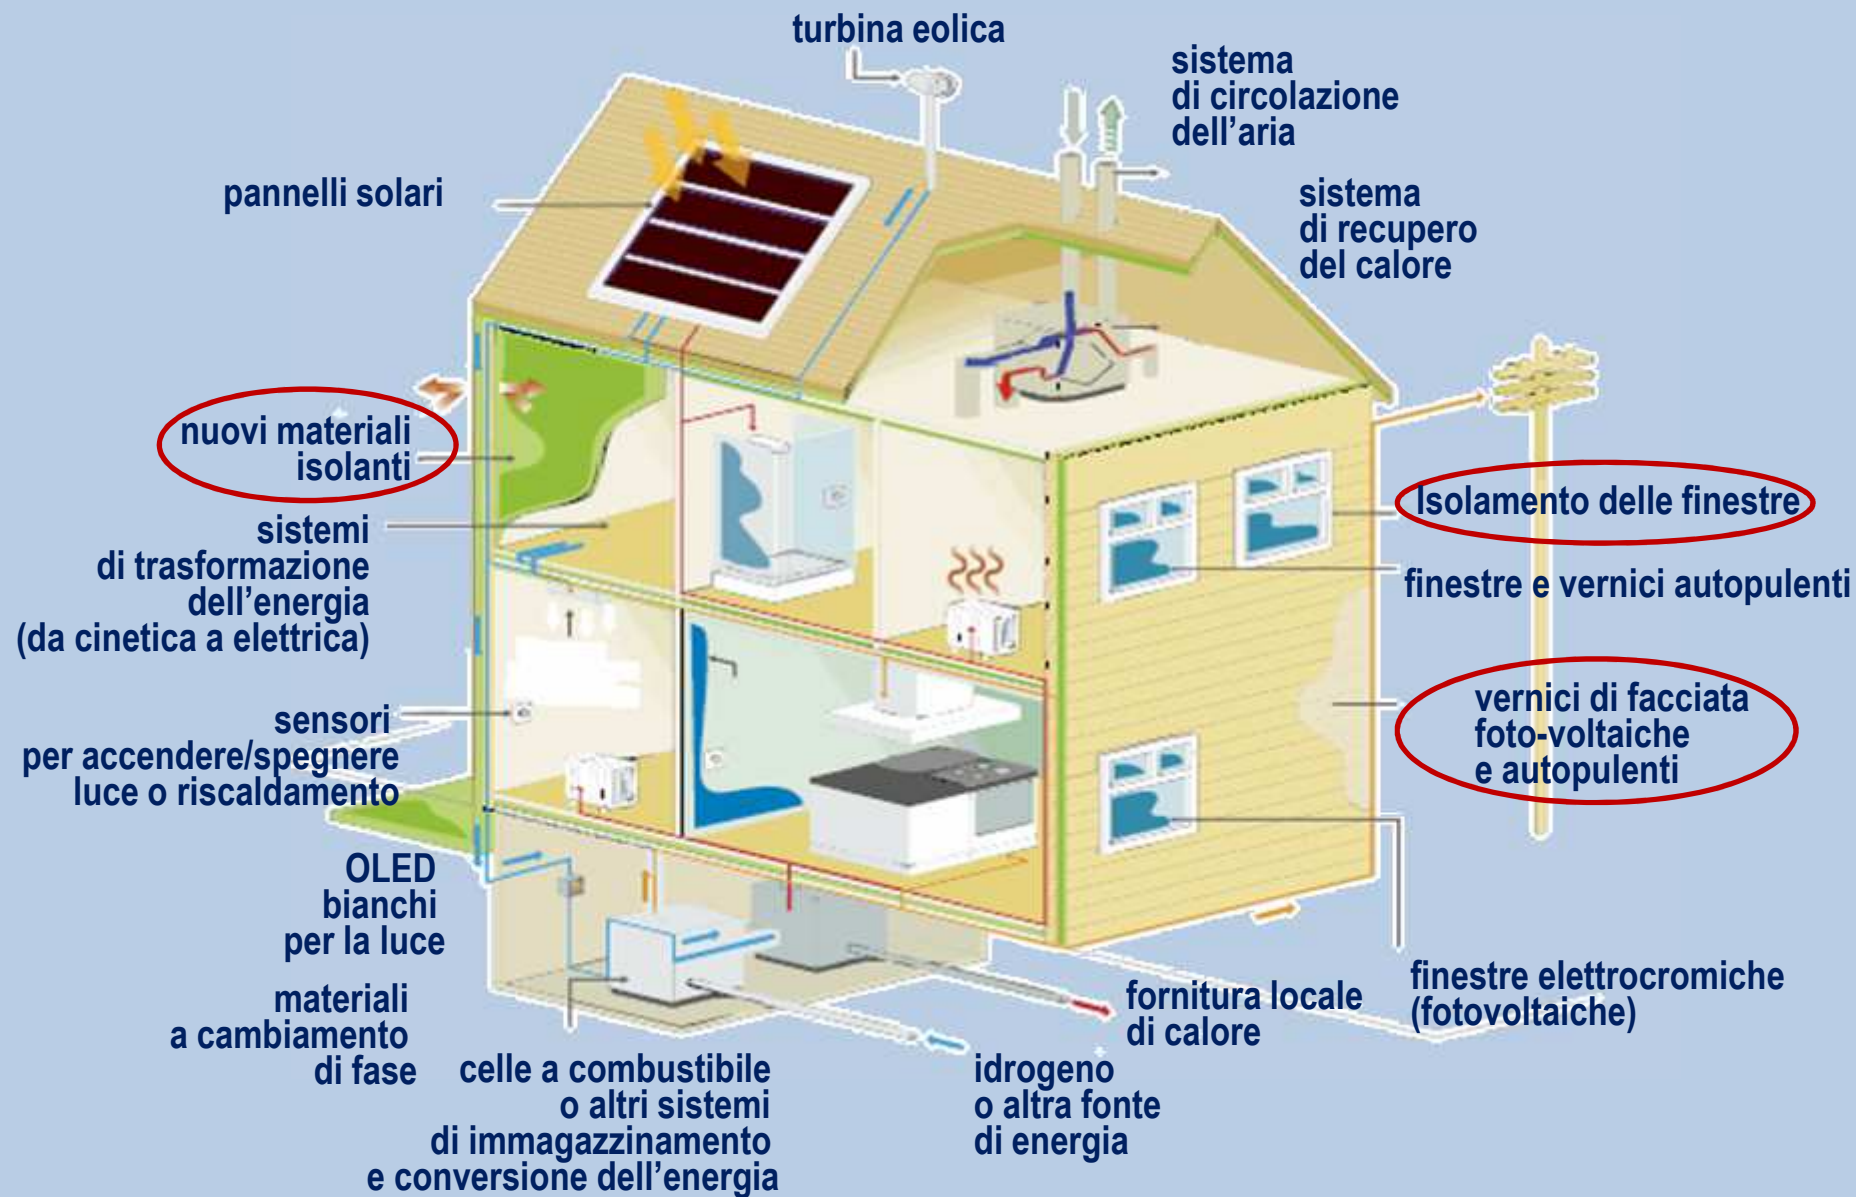 turbina eolica
sistema
di circolazione
dell’aria
pannelli solari
sistema
di recupero
del calore
nuovi materiali
isolanti
Isolamento delle finestre
sistemi
di trasformazione
dell’energia
(da cinetica a elettrica)
finestre e vernici autopulenti
vernici di facciata
foto-voltaiche
e autopulenti
sensori
per accendere/spegnere
luce o riscaldamento
OLED
bianchi
per la luce
materiali
a cambiamento
di fase
celle a combustibile
o altri sistemi
di immagazzinamento
e conversione dell’energia
idrogeno
o altra fonte
di energia
fornitura locale
di calore
finestre elettrocromiche
(fotovoltaiche)